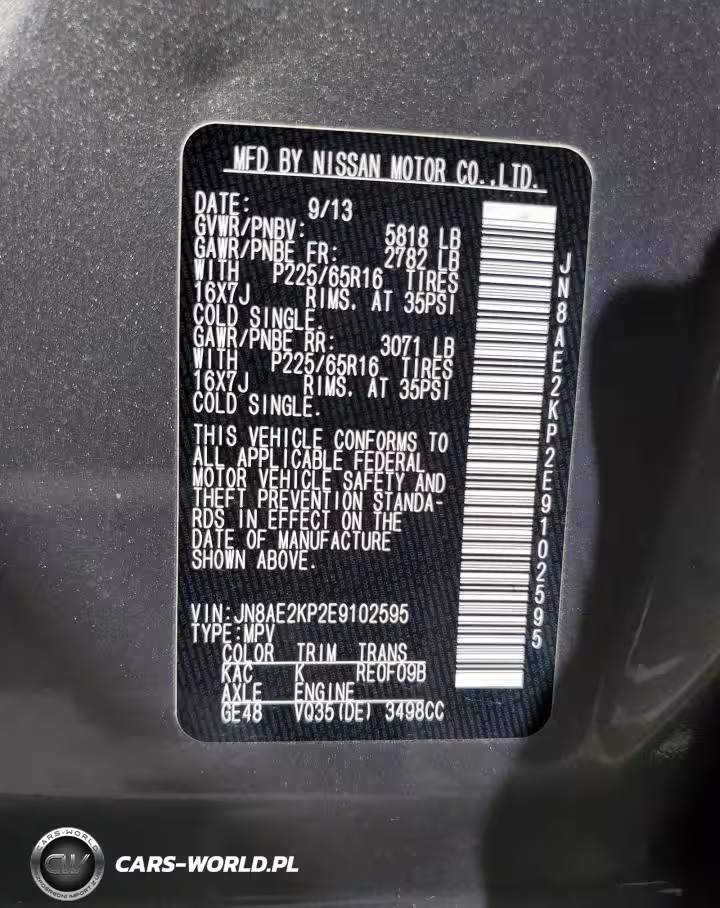 MFD BY NISSAN MOTOR CO.,LTD.
DATE: 9/13
GVWR/PNBV: 5818 LB
GAWR/PNBE FR: 2782 LB
WITH P225/65R16 TIRES
16X7J RIMS. AT 35PSI
COLD SINGLE.
GAWR/PNBE RR: 3071 LB
WITH P225/65R16 TIRES
16X7J RIMS. AT 35PSI
COLD SINGLE.
THIS VEHICLE CONFORMS TO
ALL APPLICABLE FEDERAL
MOTOR VEHICLE SAFETY AND
THEFT PREVENTION STANDA-
RDS IN EFFECT ON THE
DATE OF MANUFACTURE
SHOWN ABOVE.
VIN:JN8AE2KP2E9102595
TYPE:MPV
COLOR TRIM TRANS
KAC K RE0F09B
AXLE ENGINE
GE48 VQ35(DE) 3498CC
JN8AE2KP2E9102595
CARS-WORLD
CW
CARS-WORLD.PL